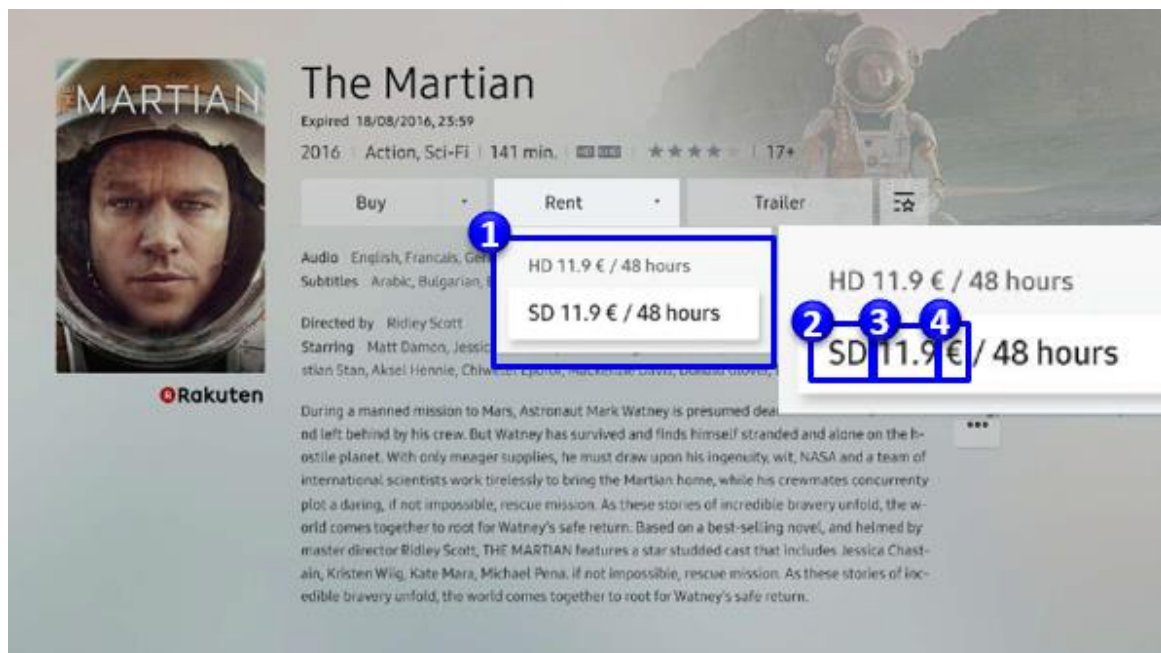 MARTIAN
The Martian
Expired 18/08/2016, 23:59
2016 Action, Sci-Fi 141 min. 17+
Buy Rent Trailer
1
Audio English, Francais,
Subtitles Arabic, Bulgarian,
HD 11.9 € / 48 hours
SD 11.9 € / 48 hours
HD 11.9 € / 48 hours
2 3 4
SD 11.9 € / 48 hours
Directed by Ridley Scott
Starring Matt Damon,
stian Stan, Aksel Hennie,
Rakuten
During a manned mission to Mars, Astronaut Mark Watney is presumed
nd left behind by his crew. But Watney has survived and finds himself stranded and alone on the h-
ostile planet. With only meager supplies, he must draw upon his ingenuity, wit, NASA and a team of
international scientists work tirelessly to bring the Martian home, while his crewmates concurrenty
plot a daring, if not impossible, rescue mission. As these stories of incredible bravery unfold, the w-
orld comes together to root for Watney's safe return. Based on a best-selling novel, and helmed by
master director Ridley Scott, THE MARTIAN features a star studded cast that includes Jessica Chast-
ain, Kristen Wiig, Kate Mara, Michael Pena. if not impossible, rescue mission. As these stories of inc-
edible bravery unfold, the world comes together to root for Watney's safe return.